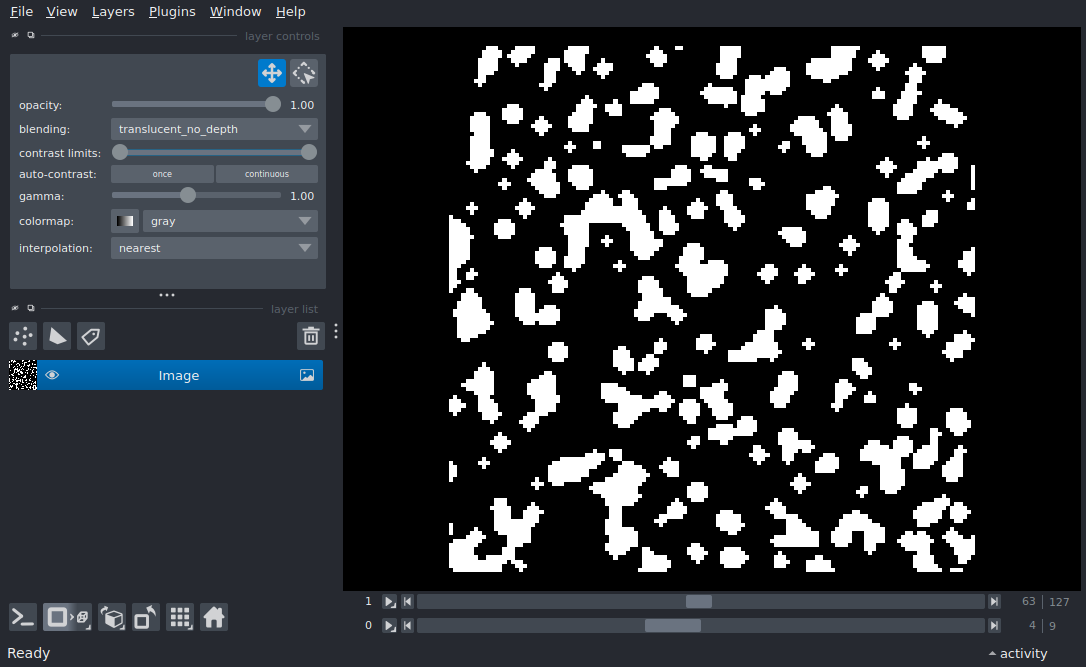 File View Layers Plugins Window Help
layer controls
opacity: 1.00
blending: translucent_no_depth
contrast limits:
auto-contrast: once continuous
gamma: 1.00
colormap: gray
interpolation: nearest
layer list
Image
1 63 127
0 4 9
Ready activity